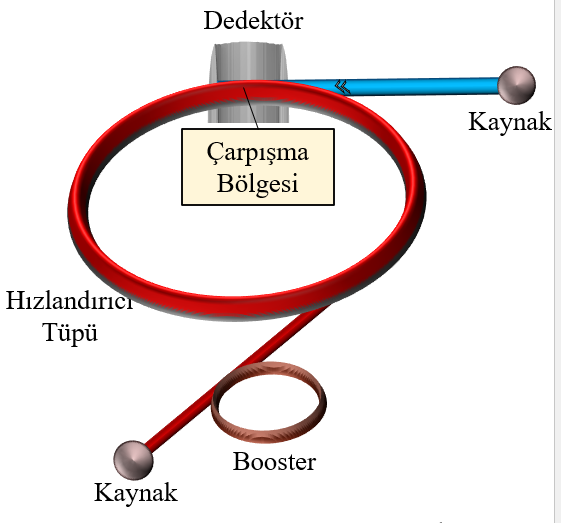 Dedektör
Kaynak
Çarpışma
Bölgesi
Hızlandırıcı
Tüpü
Booster
Kaynak